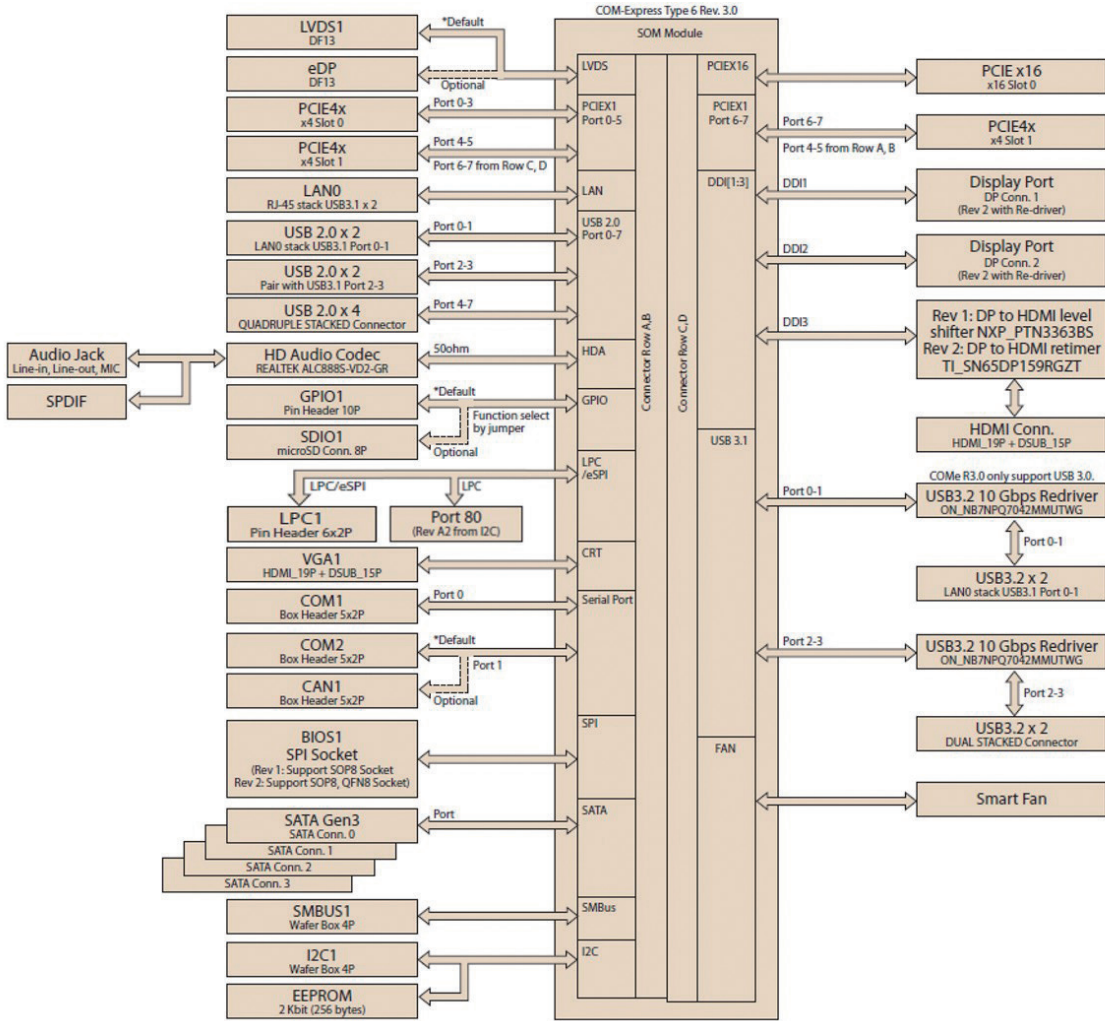 COM-Express Type 6 Rev. 3.0
SOM Module
LVDS1
DF13
*Default
eDP
DF13
Optional
LVDS
PCIE4x
x4 Slot 0
Port 0-3
PCIEX1
Port 0-5
PCIE4x
x4 Slot 1
Port 4-5
Port 6-7 from Row C, D
LAN0
RJ-45 stack USB3.1 x 2
LAN
USB 2.0 x 2
LAN0 stack USB3.1 Port 0-1
Port 0-1
USB 2.0
Port 0-7
USB 2.0 x 2
Pair with USB3.1 Port 2-3
Port 2-3
USB 2.0 x 4
QUADRUPLE STACKED Connector
Port 4-7
Audio Jack
Line-in, Line-out, MIC
SPDIF
HD Audio Codec
REALTEK ALC888S-VD2-GR
50ohm
HDA
GPIO1
Pin Header 10P
*Default
Function select
by jumper
GPIO
SDIO1
microSD Conn. 8P
Optional
LPC
/eSPI
LPC/eSPI
LPC
LPC1
Pin Header 6x2P
Port 80
(Rev A2 from I2C)
VGA1
HDMI_19P + DSUB_15P
CRT
COM1
Box Header 5x2P
Port 0
Serial Port
COM2
Box Header 5x2P
*Default
Port 1
CAN1
Box Header 5x2P
Optional
BIOS1
SPI Socket
(Rev 1: Support SOP8 Socket
Rev 2: Support SOP8, QFN8 Socket)
SPI
SATA Gen3
SATA Conn. 0
SATA Conn. 1
SATA Conn. 2
SATA Conn. 3
Port
SATA
SMBUS1
Wafer Box 4P
SMBus
I2C1
Wafer Box 4P
I2C
EEPROM
2 Kbit (256 bytes)
Connector Row A,B
Connector Row C,D
PCIEX16
PCIE x16
x16 Slot 0
PCIEX1
Port 6-7
Port 6-7
Port 4-5 from Row A, B
PCIE4x
x4 Slot 1
DDI[1:3]
DDI1
Display Port
DP Conn. 1
(Rev 2 with Re-driver)
DDI2
Display Port
DP Conn. 2
(Rev 2 with Re-driver)
DDI3
Rev 1: DP to HDMI level
shifter NXP_PTN3363BS
Rev 2: DP to HDMI retimer
TI_SN65DP159RGZT
HDMI Conn.
HDMI_19P + DSUB_15P
USB 3.1
COMe R3.0 only support USB 3.0.
Port 0-1
USB3.2 10 Gbps Redriver
ON_NB7NPQ7042MMUTWG
Port 0-1
USB3.2 x 2
LAN0 stack USB3.1 Port 0-1
Port 2-3
USB3.2 10 Gbps Redriver
ON_NB7NPQ7042MMUTWG
Port 2-3
USB3.2 x 2
DUAL STACKED Connector
FAN
Smart Fan